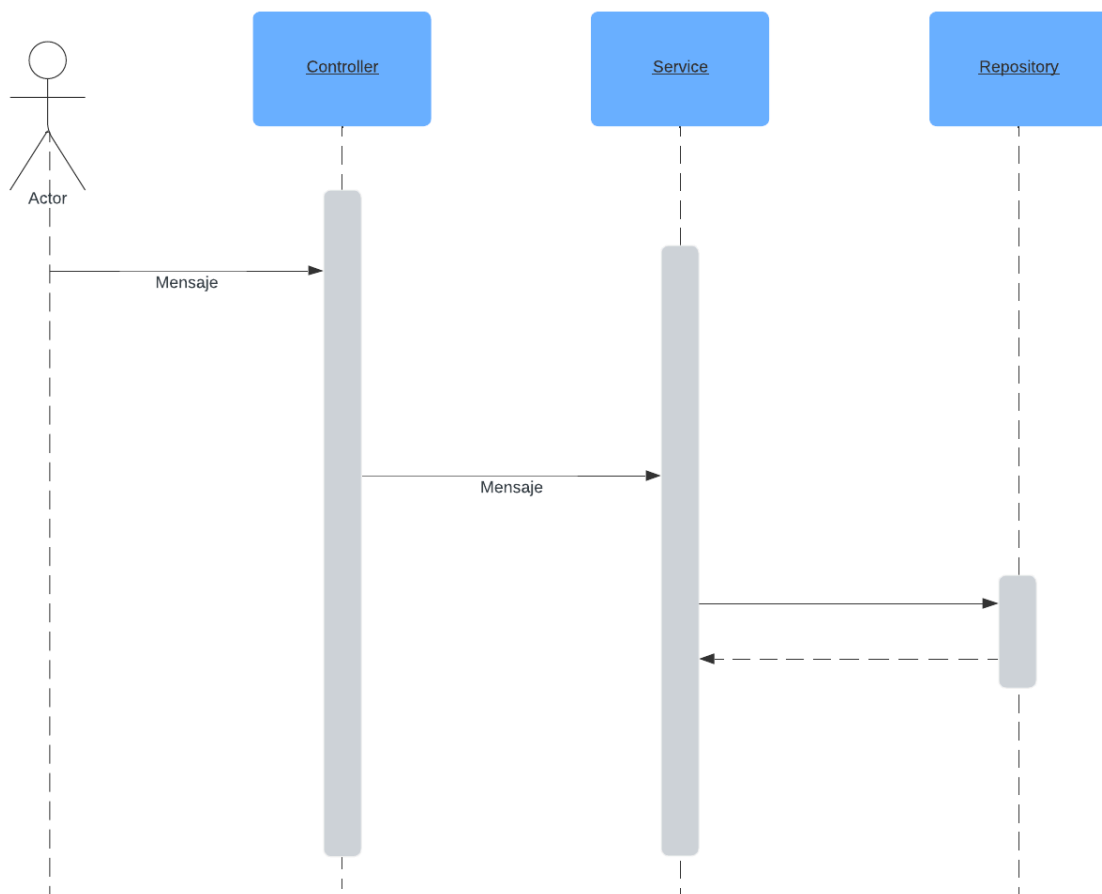 Controller
Service
Repository
Actor
Mensaje
Mensaje